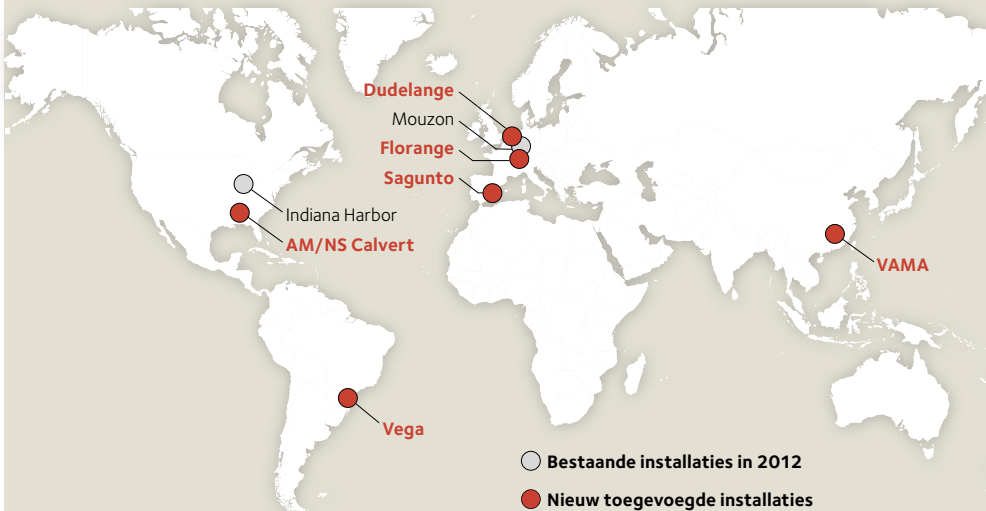 Dudelange
Mouzon
Florange
Sagunto
Indiana Harbor
AM/NS Calvert
VAMA
Vega
Bestaande installaties in 2012
Nieuw toegevoegde installaties